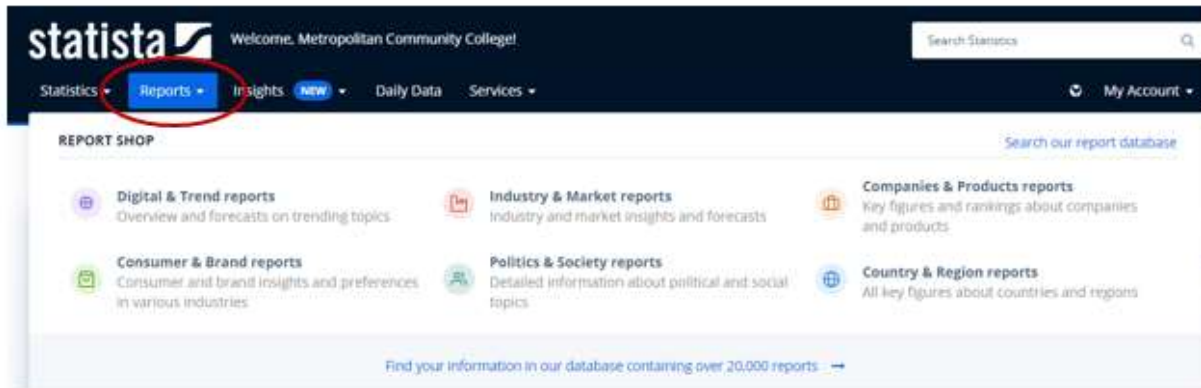 statista
Welcome, Metropolitan Community College!
Search Statistics
Statistics
Reports
Insights NEW
Daily Data
Services
My Account
REPORT SHOP
Search our report database
Digital & Trend reports
Overview and forecasts on trending topics
Industry & Market reports
Industry and market insights and forecasts
Companies & Products reports
Key figures and rankings about companies
and products
Consumer & Brand reports
Consumer and brand insights and preferences
in various industries
Politics & Society reports
Detailed information about political and social
topics
Country & Region reports
All key figures about countries and regions
Find your information in our database containing over 20,000 reports →